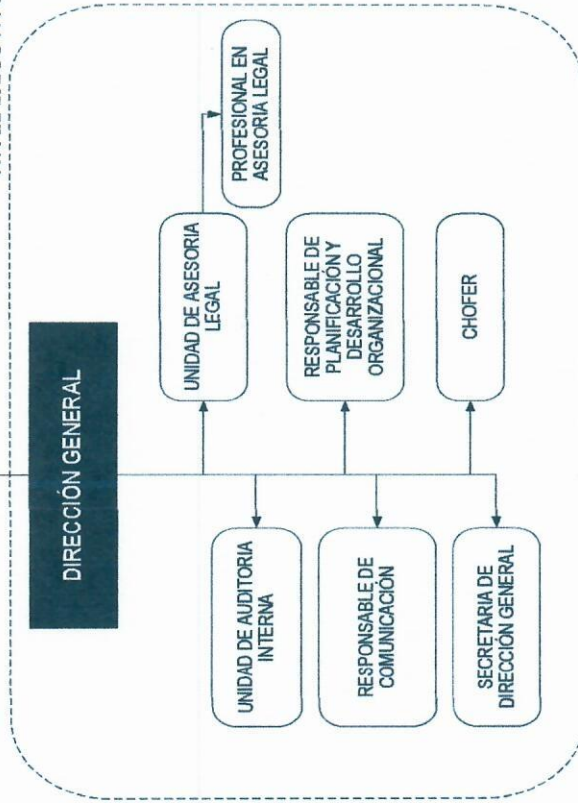 DIRECCIÓN GENERAL
UNIDAD DE ASESORIA
LEGAL
PROFESIONAL EN
ASESORIA LEGAL
UNIDAD DE AUDITORIA
INTERNA
RESPONSABLE DE
PLANIFICACIÓN Y
DESARROLLO
ORGANIZACIONAL
RESPONSABLE DE
COMUNICACIÓN
CHOFER
SECRETARIA DE
DIRECCIÓN GENERAL